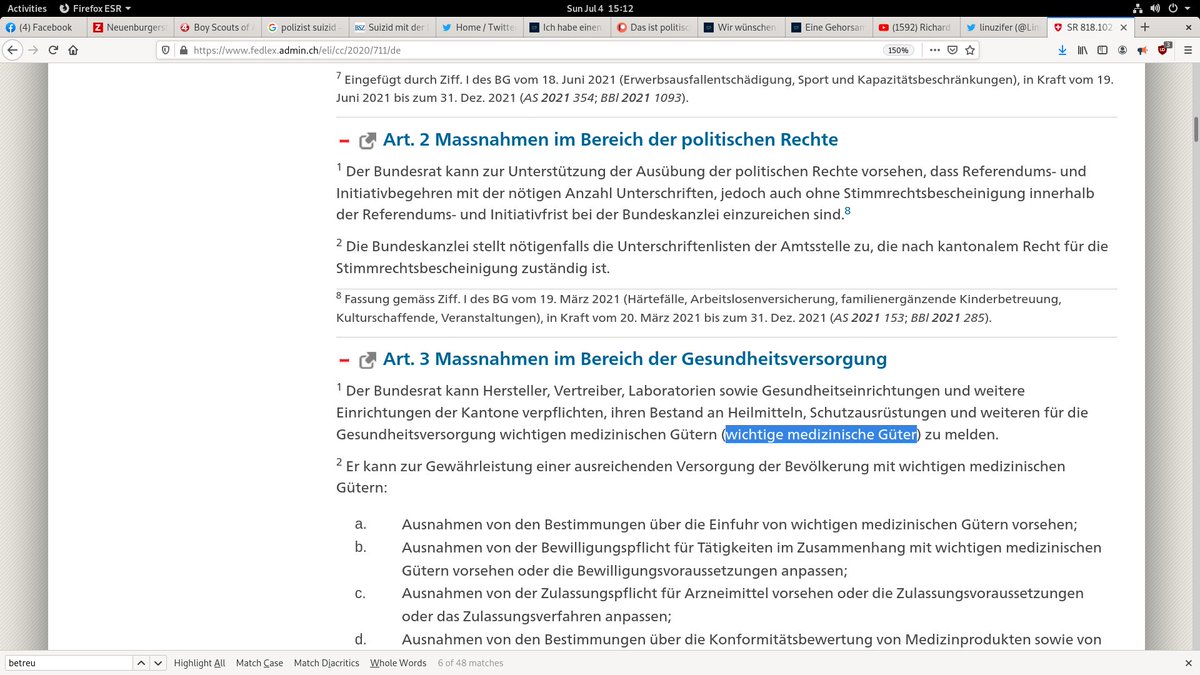 Activities Firefox ESR Sun Jul 4 15:12
(4) Facebook Neuenburgers Boy Scouts of A polizist suizid - Suizid mit der D Home / Twitter Ich habe einen Das ist politisc Wir wünschen Eine Gehorsam (1592) Richard linuzifer (@Lin SR 818.102
https://www.fedlex.admin.ch/eli/cc/2020/711/de 150%
7 Eingefügt durch Ziff. I des BG vom 18. Juni 2021 (Erwerbsausfallentschädigung, Sport und Kapazitätsbeschränkungen), in Kraft vom 19.
Juni 2021 bis zum 31. Dez. 2021 (AS 2021 354; BBl 2021 1093).
Art. 2 Massnahmen im Bereich der politischen Rechte
1 Der Bundesrat kann zur Unterstützung der Ausübung der politischen Rechte vorsehen, dass Referendums- und
Initiativbegehren mit der nötigen Anzahl Unterschriften, jedoch auch ohne Stimmrechtsbescheinigung innerhalb
der Referendums- und Initiativfrist bei der Bundeskanzlei einzureichen sind.8
2 Die Bundeskanzlei stellt nötigenfalls die Unterschriftenlisten der Amtsstelle zu, die nach kantonalem Recht für die
Stimmrechtsbescheinigung zuständig ist.
8 Fassung gemäss Ziff. I des BG vom 19. März 2021 (Härtefälle, Arbeitslosenversicherung, familienergänzende Kinderbetreuung,
Kulturschaffende, Veranstaltungen), in Kraft vom 20. März 2021 bis zum 31. Dez. 2021 (AS 2021 153; BBl 2021 285).
Art. 3 Massnahmen im Bereich der Gesundheitsversorgung
1 Der Bundesrat kann Hersteller, Vertreiber, Laboratorien sowie Gesundheitseinrichtungen und weitere
Einrichtungen der Kantone verpflichten, ihren Bestand an Heilmitteln, Schutzausrüstungen und weiteren für die
Gesundheitsversorgung wichtigen medizinischen Gütern (wichtige medizinische Güter) zu melden.
2 Er kann zur Gewährleistung einer ausreichenden Versorgung der Bevölkerung mit wichtigen medizinischen
Gütern:
a. Ausnahmen von den Bestimmungen über die Einfuhr von wichtigen medizinischen Gütern vorsehen;
b. Ausnahmen von der Bewilligungspflicht für Tätigkeiten im Zusammenhang mit wichtigen medizinischen
Gütern vorsehen oder die Bewilligungsvoraussetzungen anpassen;
c. Ausnahmen von der Zulassungspflicht für Arzneimittel vorsehen oder die Zulassungsvoraussetzungen
oder das Zulassungsverfahren anpassen;
d. Ausnahmen von den Bestimmungen über die Konformitätsbewertung von Medizinprodukten sowie von
betreu Highlight All Match Case Match Diacritics Whole Words 6 of 48 matches